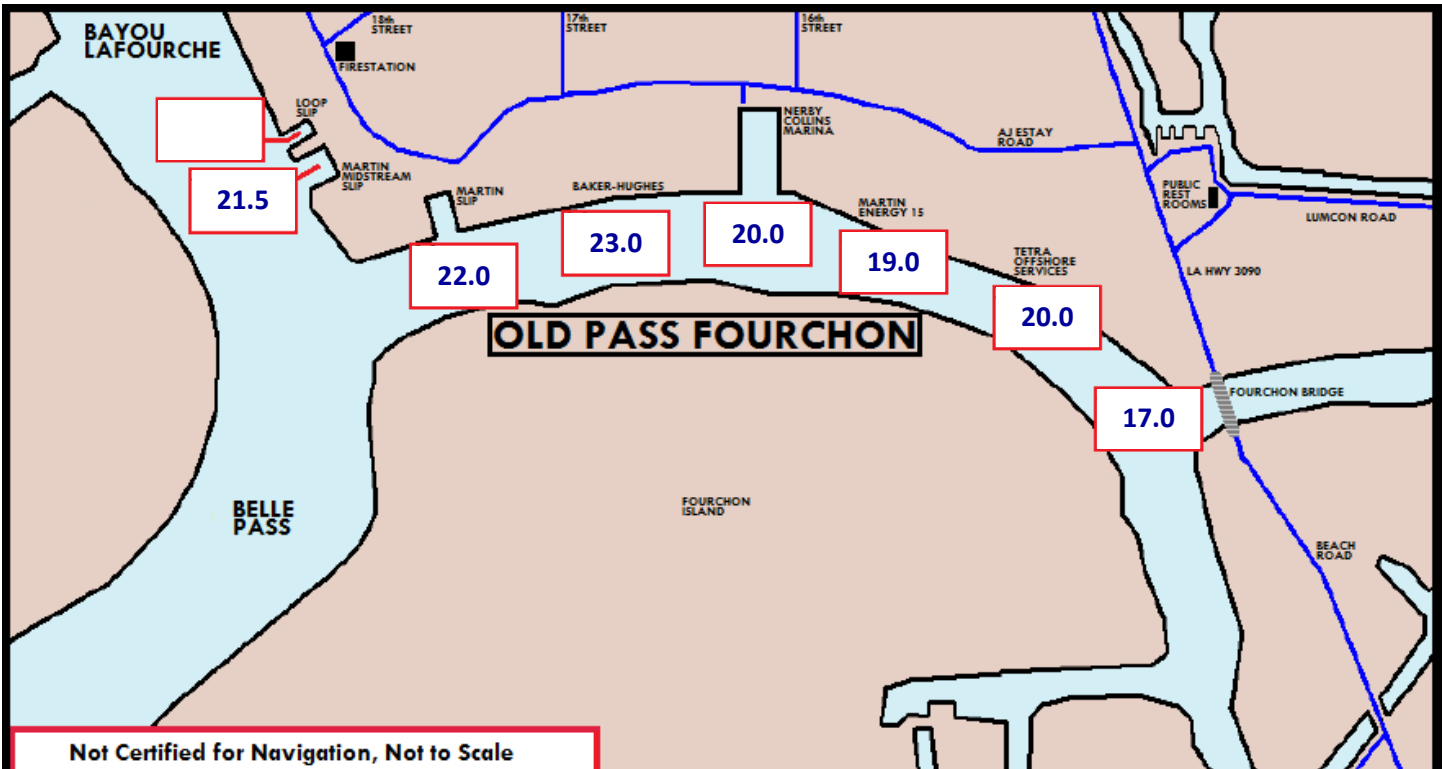 BAYOU
LAFOURCHE
18th
STREET
17th
STREET
16th
STREET
FIRESTATION
LOOP
SLIP
NERBY
COLLINS
MARINA
AJ ESTAY
ROAD
MARTIN
MIDSTREAM
SLIP
21.5
MARTIN
SLIP
BAKER-HUGHES
PUBLIC
REST
ROOMS
LUMCON ROAD
MARTIN
ENERGY 15
22.0
23.0
20.0
19.0
TETRA
OFFSHORE
SERVICES
LA HWY 3090
20.0
OLD PASS FOURCHON
17.0
FOURCHON BRIDGE
BELLE
PASS
FOURCHON
ISLAND
BEACH
ROAD
Not Certified for Navigation, Not to Scale